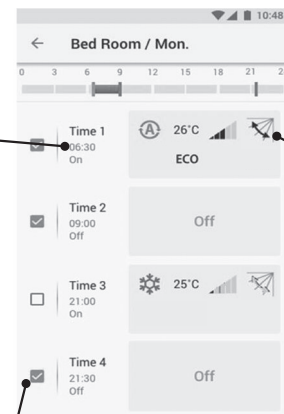 10:48
Bed Room / Mon.
0 3 6 9 12 15 18 21 2
Time 1
06:30
On
A 26°C
ECO
Time 2
09:00
Off
Off
Time 3
21:00
On
25°C
Time 4
21:30
Off
Off